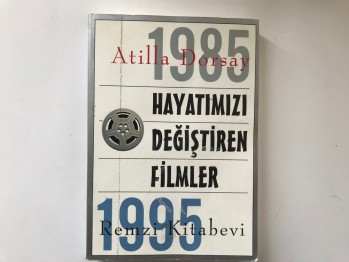 1985
Atilla Dorsay
HAYATIMIZI
DEĞİŞTİREN
FİLMLER
1995
Remzi Kitabevi